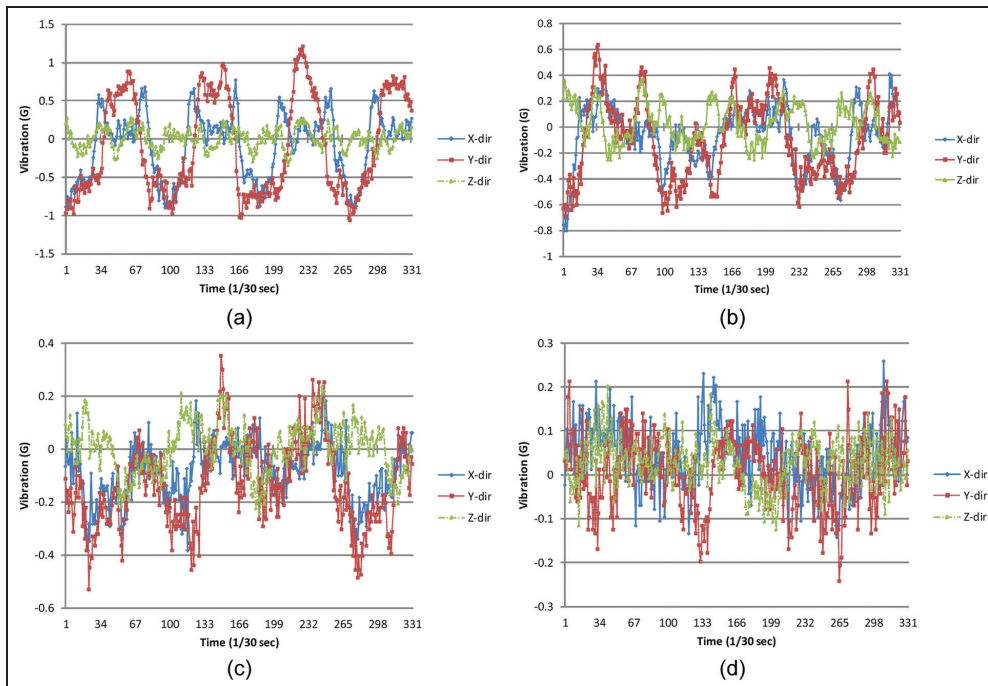 1.5
1
0.5
0
-0.5
-1
-1.5
Vibration (G)
1 34 67 100 133 166 199 232 265 298 331
Time (1/30 sec)
X-dir
Y-dir
Z-dir
(a)
0.8
0.6
0.4
0.2
0
-0.2
-0.4
-0.6
-0.8
-1
Vibration (G)
1 34 67 100 133 166 199 232 265 298 331
Time (1/30 sec)
X-dir
Y-dir
Z-dir
(b)
0.4
0.2
0
-0.2
-0.4
-0.6
Vibration (G)
1 34 67 100 133 166 199 232 265 298 331
Time (1/30 sec)
X-dir
Y-dir
Z-dir
(c)
0.3
0.2
0.1
0
-0.1
-0.2
-0.3
Vibration (G)
1 34 67 100 133 166 199 232 265 298 331
Time (1/30 sec)
X-dir
Y-dir
Z-dir
(d)